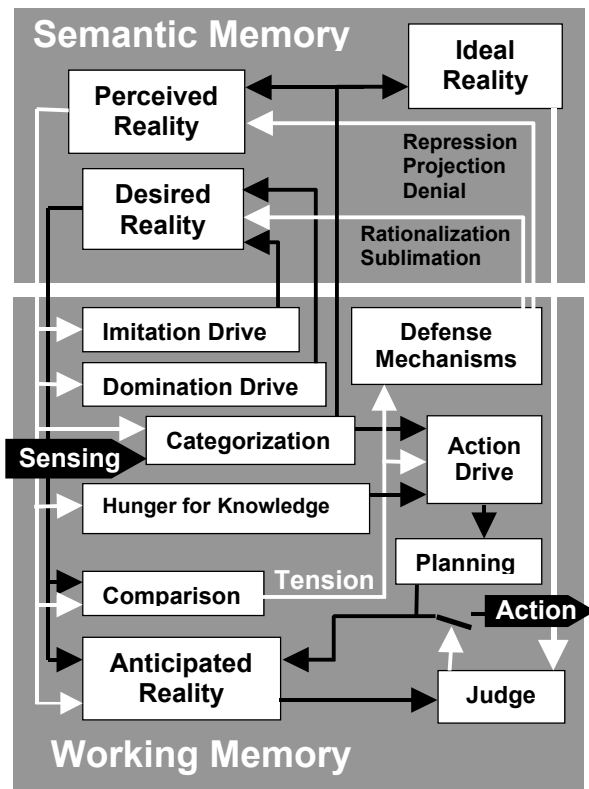 Semantic Memory
Ideal
Reality
Perceived
Reality
Repression
Projection
Denial
Desired
Reality
Rationalization
Sublimation
Imitation Drive
Defense
Mechanisms
Domination Drive
Categorization
Sensing
Action
Drive
Hunger for Knowledge
Planning
Tension
Comparison
Action
Anticipated
Reality
Judge
Working Memory